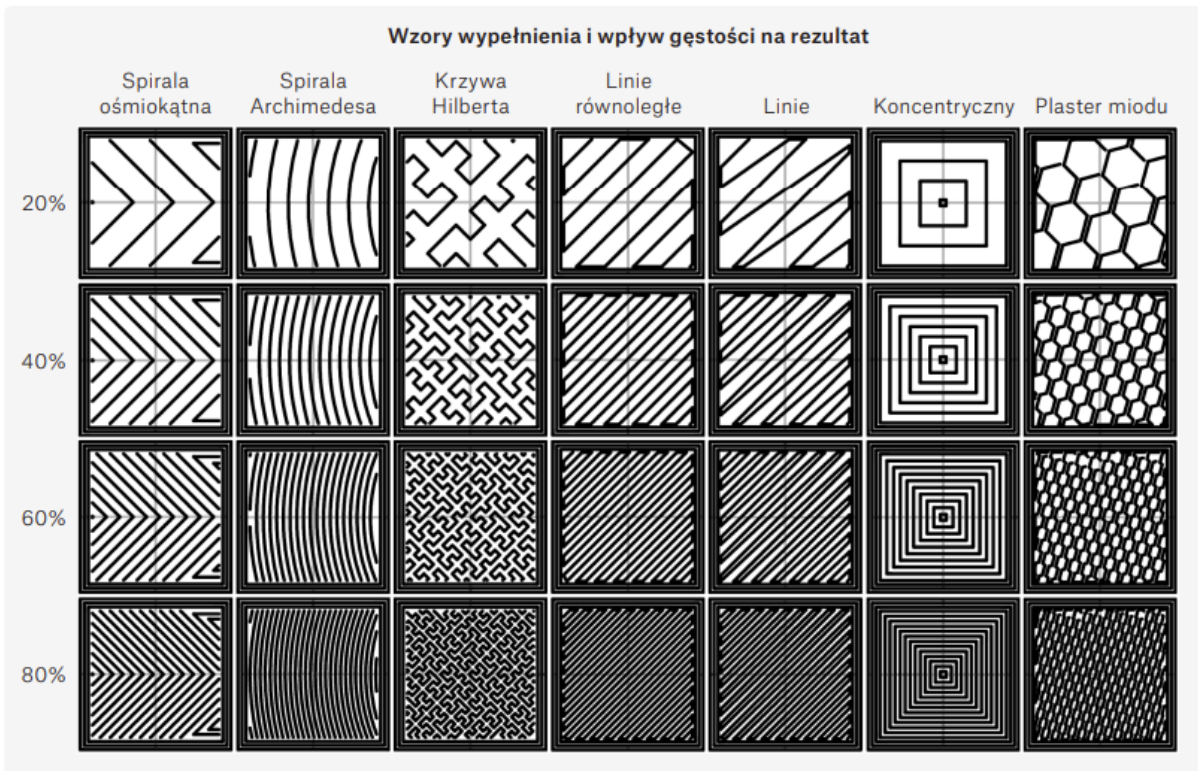 Wzory wypełnienia i wpływ gęstości na rezultat
Spirala
ośmiokątna
Spirala
Archimedesa
Krzywa
Hilberta
Linie
równoległe
Linie
Koncentryczny
Plaster miodu
20%
40%
60%
80%